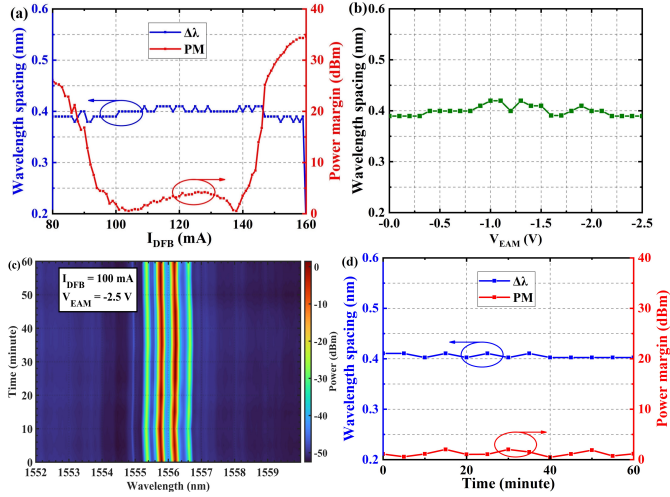 (a)
Wavelength spacing (nm)
0.6
0.5
0.4
0.3
0.2
Δλ
PM
40
30
20
10
0
Power margin (dBm)
80 100 120 140 160
I_DFB (mA)
(b)
Wavelength spacing (nm)
0.6
0.5
0.4
0.3
0.2
-0.0 -0.5 -1.0 -1.5 -2.0 -2.5
V_EAM (V)
(c)
I_DFB = 100 mA
V_EAM = -2.5 V
Time (minute)
60
50
40
30
20
10
0
1552 1553 1554 1555 1556 1557 1558 1559
Wavelength (nm)
0
-10
-20
-30
-40
-50
Power (dBm)
(d)
Wavelength spacing (nm)
0.6
0.5
0.4
0.3
0.2
Δλ
PM
40
30
20
10
0
Power margin (dBm)
0 20 40 60
Time (minute)